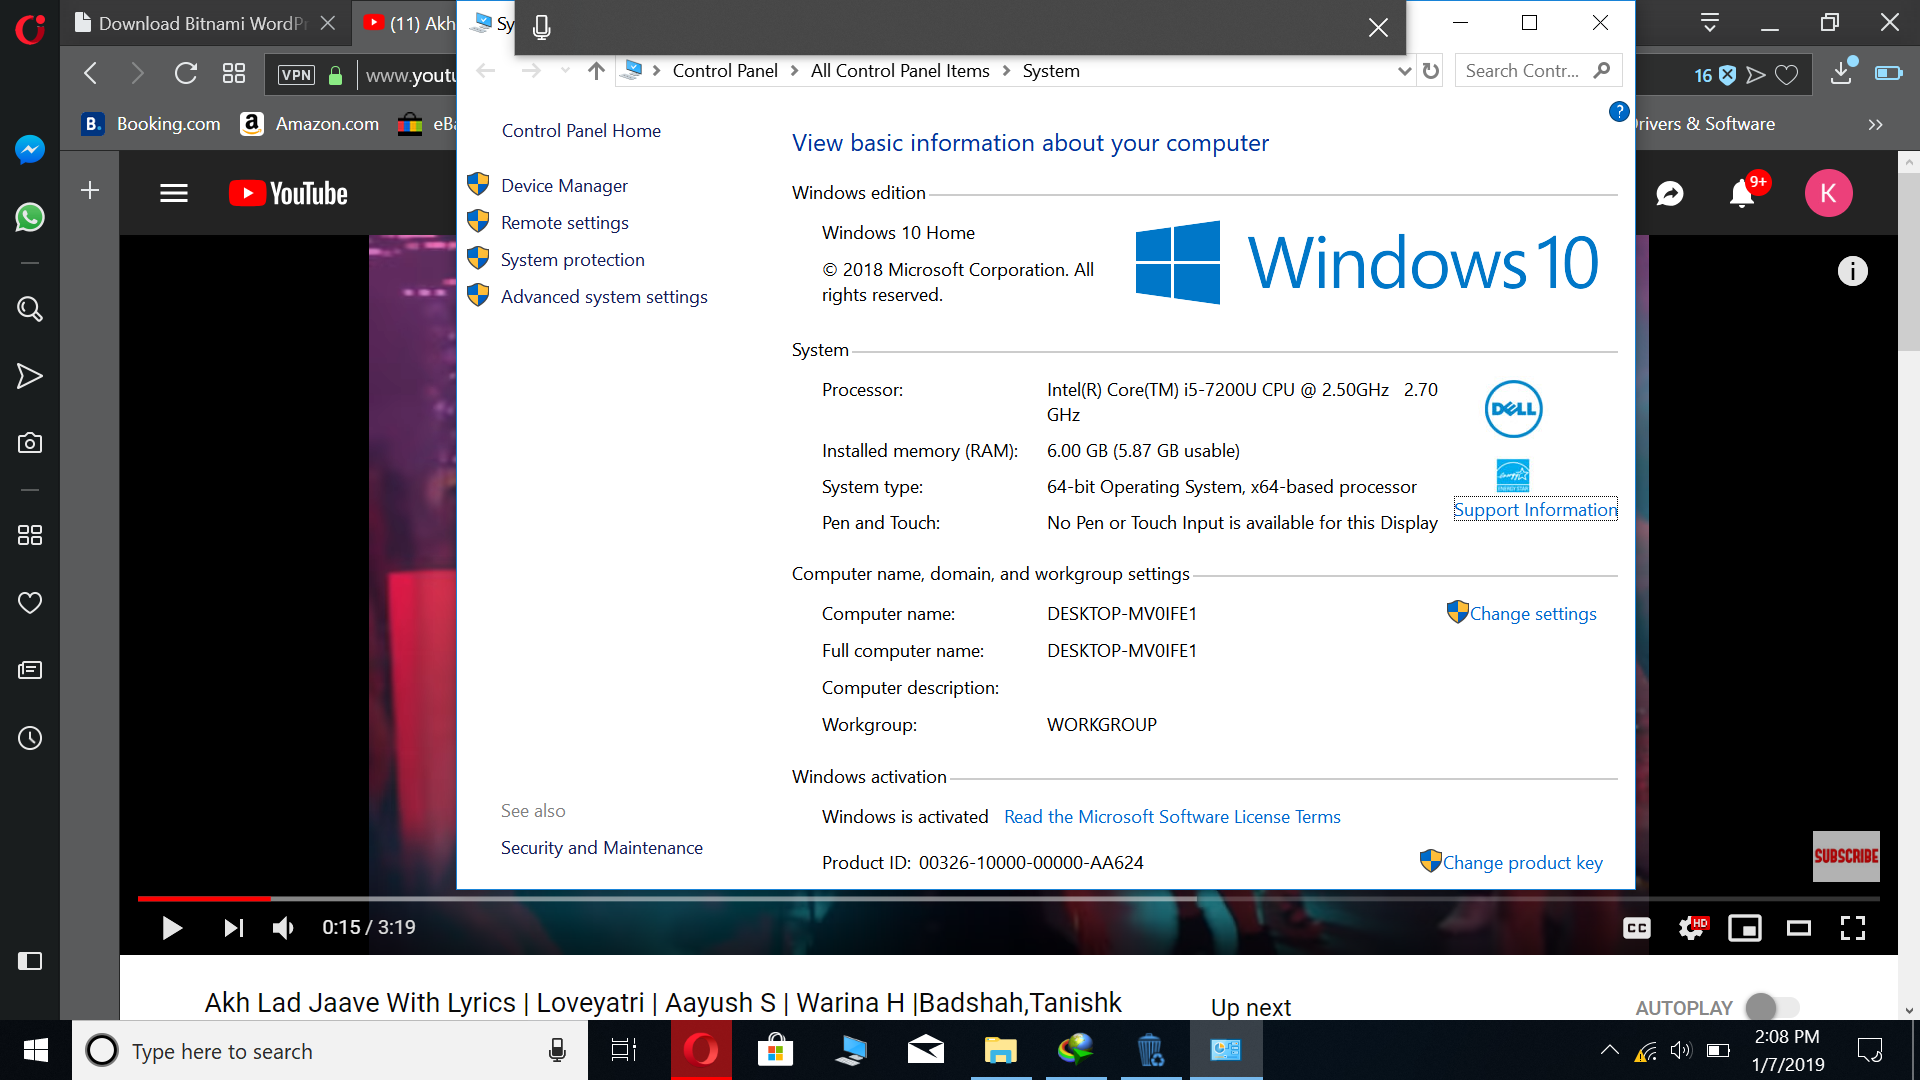 Download Bitnami WordPr
(11) Akh
Sy
VPN
www.youtu
Control Panel
All Control Panel Items
System
Search Contr...
16
Booking.com
Amazon.com
eBa
rivers & Software
YouTube
9+
K
Control Panel Home
Device Manager
Remote settings
System protection
Advanced system settings
See also
Security and Maintenance
View basic information about your computer
Windows edition
Windows 10 Home
© 2018 Microsoft Corporation. All
rights reserved.
Windows 10
System
Processor:
Intel(R) Core(TM) i5-7200U CPU @ 2.50GHz 2.70
GHz
Installed memory (RAM):
6.00 GB (5.87 GB usable)
System type:
64-bit Operating System, x64-based processor
Pen and Touch:
No Pen or Touch Input is available for this Display
DELL
ENERGY STAR
Support Information
Computer name, domain, and workgroup settings
Computer name:
DESKTOP-MV0IFE1
Change settings
Full computer name:
DESKTOP-MV0IFE1
Computer description:
Workgroup:
WORKGROUP
Windows activation
Windows is activated
Read the Microsoft Software License Terms
Product ID: 00326-10000-00000-AA624
Change product key
SUBSCRIBE
0:15 / 3:19
CC
HD
Akh Lad Jaave With Lyrics | Loveyatri | Aayush S | Warina H |Badshah,Tanishk
Up next
AUTOPLAY
Type here to search
2:08 PM
1/7/2019